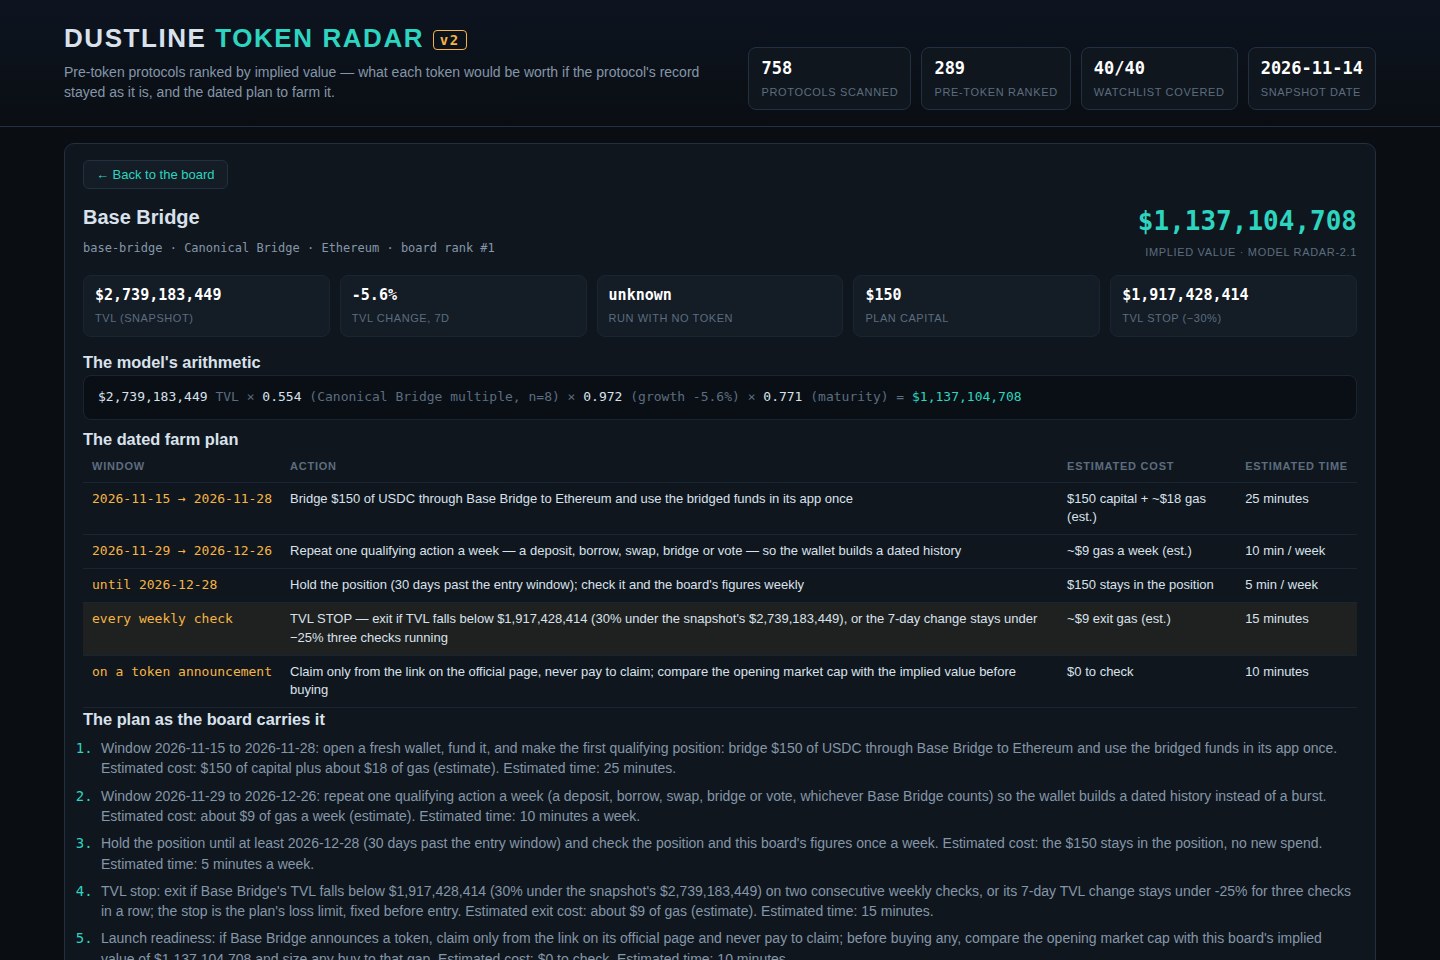 DUSTLINE TOKEN RADAR v2
Pre-token protocols ranked by implied value — what each token would be worth if the protocol's record
stayed as it is, and the dated plan to farm it.
758
PROTOCOLS SCANNED
289
PRE-TOKEN RANKED
40/40
WATCHLIST COVERED
2026-11-14
SNAPSHOT DATE
← Back to the board
Base Bridge
base-bridge · Canonical Bridge · Ethereum · board rank #1
$1,137,104,708
IMPLIED VALUE · MODEL RADAR-2.1
$2,739,183,449
TVL (SNAPSHOT)
-5.6%
TVL CHANGE, 7D
unknown
RUN WITH NO TOKEN
$150
PLAN CAPITAL
$1,917,428,414
TVL STOP (−30%)
The model's arithmetic
$2,739,183,449 TVL × 0.554 (Canonical Bridge multiple, n=8) × 0.972 (growth -5.6%) × 0.771 (maturity) = $1,137,104,708
The dated farm plan
WINDOW ACTION ESTIMATED COST ESTIMATED TIME
2026-11-15 → 2026-11-28 Bridge $150 of USDC through Base Bridge to Ethereum and use the bridged funds in its app once $150 capital + ~$18 gas 25 minutes
(est.)
2026-11-29 → 2026-12-26 Repeat one qualifying action a week — a deposit, borrow, swap, bridge or vote — so the wallet builds a dated history ~$9 gas a week (est.) 10 min / week
until 2026-12-28 Hold the position (30 days past the entry window); check it and the board's figures weekly $150 stays in the position 5 min / week
every weekly check TVL STOP — exit if TVL falls below $1,917,428,414 (30% under the snapshot's $2,739,183,449), or the 7-day change stays under ~$9 exit gas (est.) 15 minutes
−25% three checks running
on a token announcement Claim only from the link on the official page, never pay to claim; compare the opening market cap with the implied value before $0 to check 10 minutes
buying
The plan as the board carries it
1. Window 2026-11-15 to 2026-11-28: open a fresh wallet, fund it, and make the first qualifying position: bridge $150 of USDC through Base Bridge to Ethereum and use the bridged funds in its app once.
Estimated cost: $150 of capital plus about $18 of gas (estimate). Estimated time: 25 minutes.
2. Window 2026-11-29 to 2026-12-26: repeat one qualifying action a week (a deposit, borrow, swap, bridge or vote, whichever Base Bridge counts) so the wallet builds a dated history instead of a burst.
Estimated cost: about $9 of gas a week (estimate). Estimated time: 10 minutes a week.
3. Hold the position until at least 2026-12-28 (30 days past the entry window) and check the position and this board's figures once a week. Estimated cost: the $150 stays in the position, no new spend.
Estimated time: 5 minutes a week.
4. TVL stop: exit if Base Bridge's TVL falls below $1,917,428,414 (30% under the snapshot's $2,739,183,449) on two consecutive weekly checks, or its 7-day TVL change stays under -25% for three checks
in a row; the stop is the plan's loss limit, fixed before entry. Estimated exit cost: about $9 of gas (estimate). Estimated time: 15 minutes.
5. Launch readiness: if Base Bridge announces a token, claim only from the link on its official page and never pay to claim; before buying any, compare the opening market cap with this board's implied
value of $1,137,104,708 and size any buy to that gap. Estimated cost: $0 to check. Estimated time: 10 minutes.